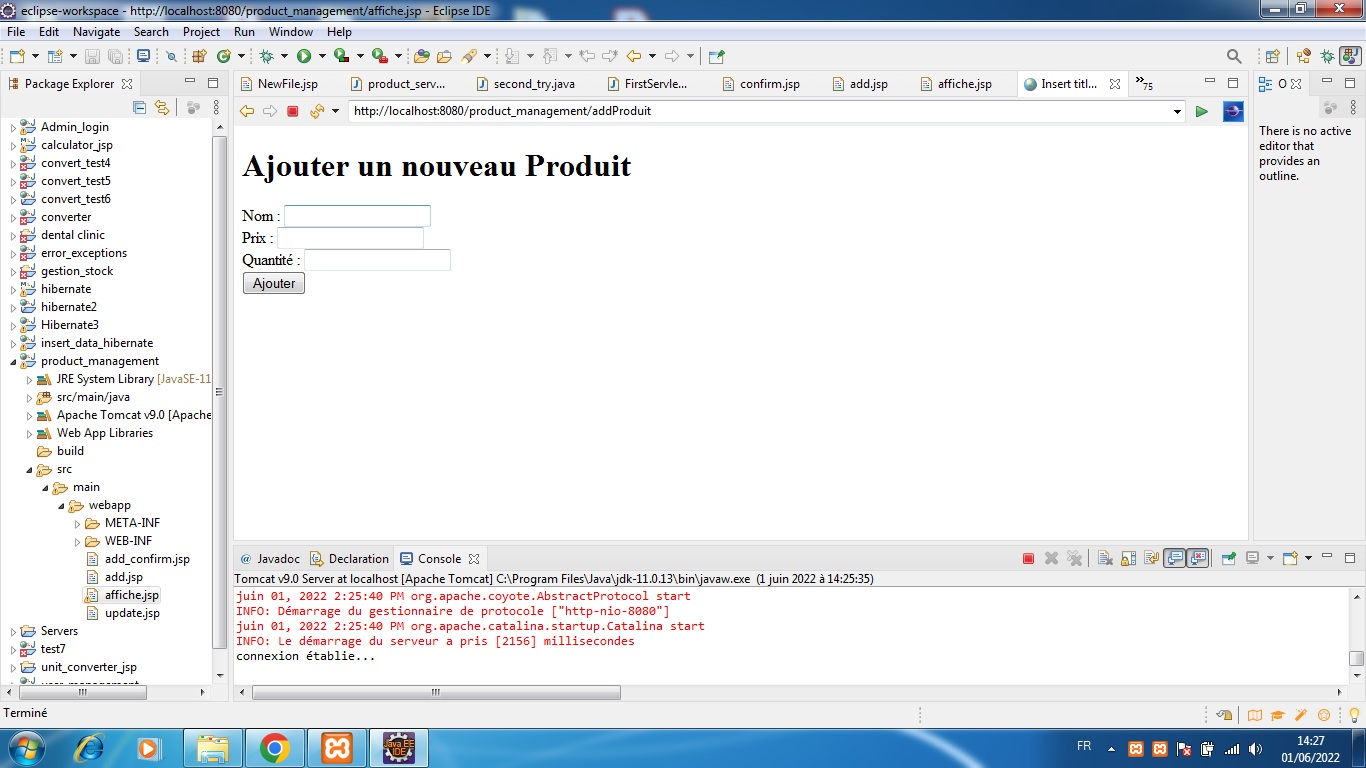 eclipse-workspace - http://localhost:8080/product_management/affiche.jsp - Eclipse IDE
File Edit Navigate Search Project Run Window Help
Package Explorer
NewFile.jsp product_serv... second_try.java FirstServle... confirm.jsp add.jsp affiche.jsp Insert titl... 75
O
http://localhost:8080/product_management/addProduit
Admin_login
calculator_jsp
convert_test4
convert_test5
convert_test6
converter
dental clinic
error_exceptions
gestion_stock
hibernate
hibernate2
Hibernate3
insert_data_hibernate
product_management
JRE System Library [JavaSE-11
src/main/java
Apache Tomcat v9.0 [Apache
Web App Libraries
build
src
main
webapp
META-INF
WEB-INF
add_confirm.jsp
add.jsp
affiche.jsp
update.jsp
Servers
test7
unit_converter_jsp
user_management
Ajouter un nouveau Produit
Nom :
Prix :
Quantité :
Ajouter
There is no active
editor that
provides an
outline.
@ Javadoc Declaration Console
Tomcat v9.0 Server at localhost [Apache Tomcat] C:\Program Files\Java\jdk-11.0.13\bin\javaw.exe (1 juin 2022 à 14:25:35)
juin 01, 2022 2:25:40 PM org.apache.coyote.AbstractProtocol start
INFO: Démarrage du gestionnaire de protocole ["http-nio-8080"]
juin 01, 2022 2:25:40 PM org.apache.catalina.startup.Catalina start
INFO: Le démarrage du serveur a pris [2156] millisecondes
connexion établie...
Terminé
Java EE
IDE
FR
14:27
01/06/2022